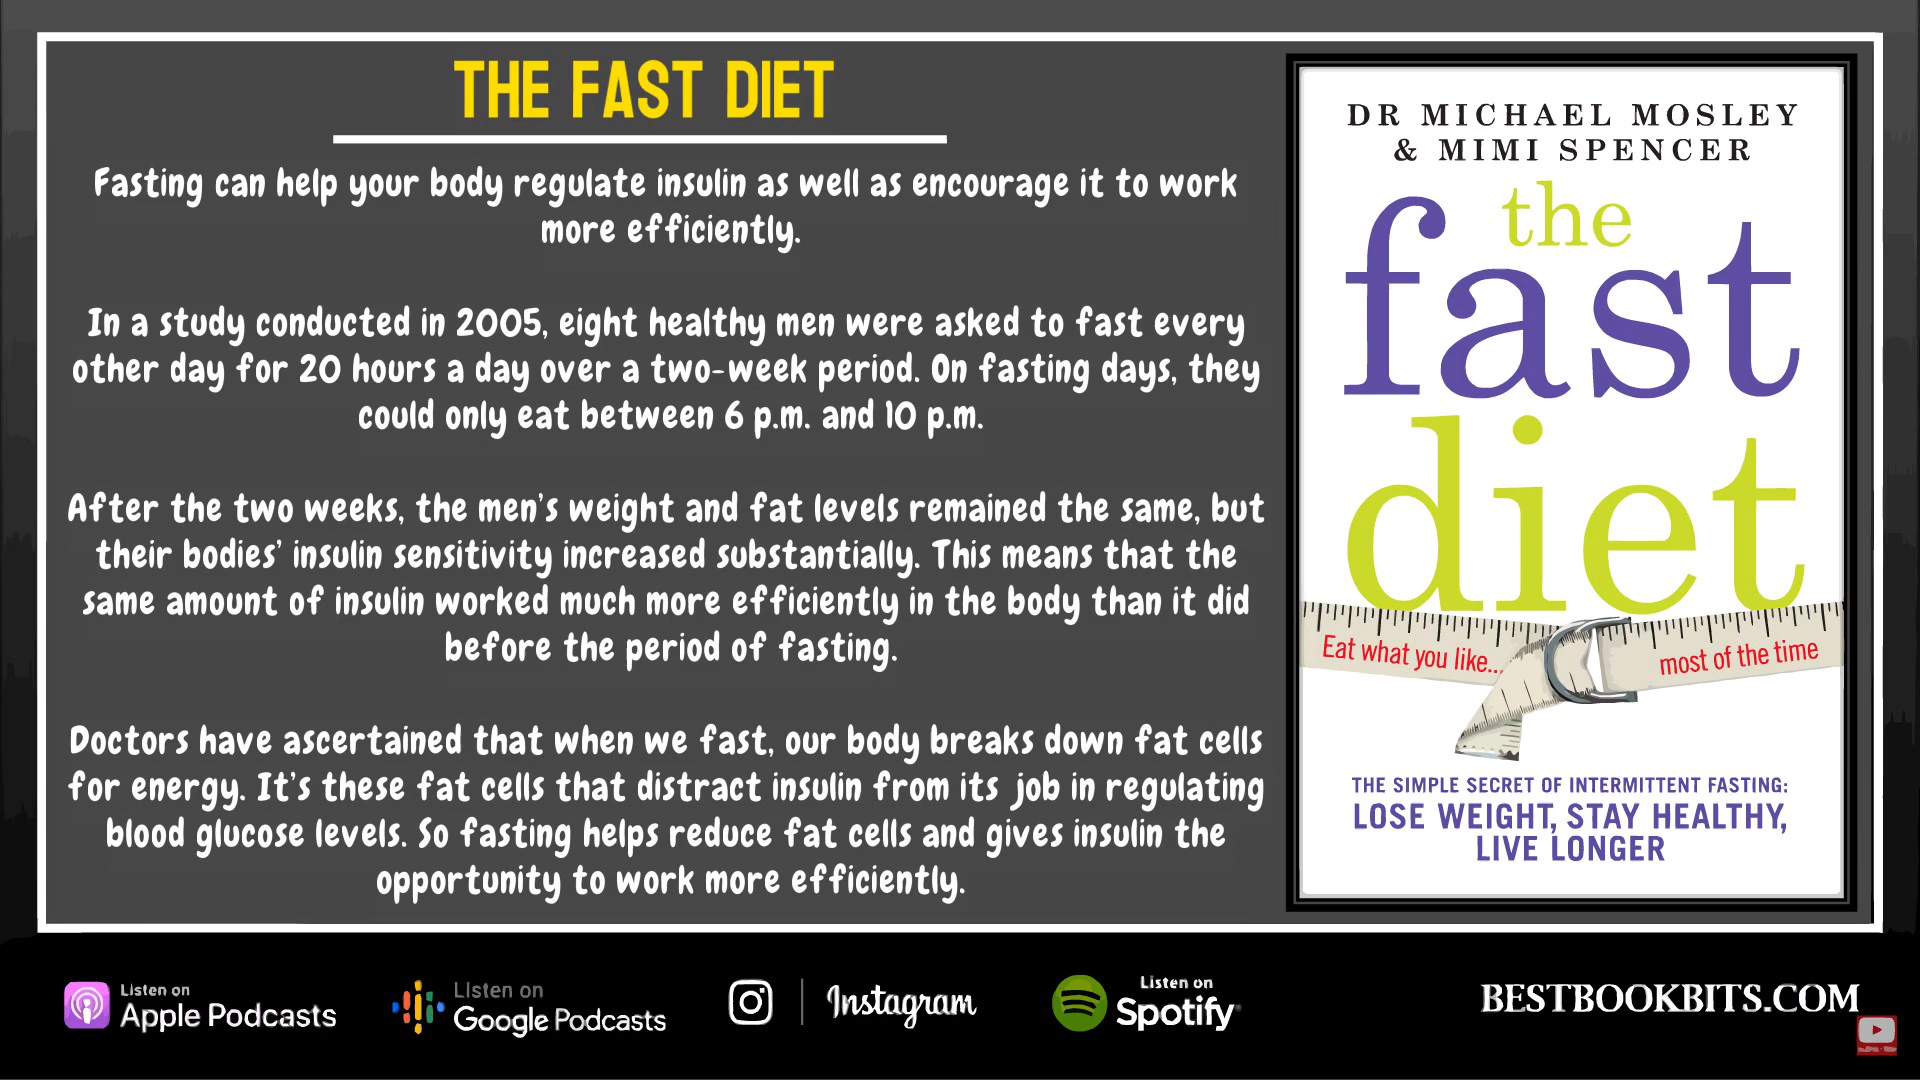 THE FAST DIET
Fasting can help your body regulate insulin as well as encourage it to work
more efficiently.
In a study conducted in 2005, eight healthy men were asked to fast every
other day for 20 hours a day over a two-week period. On fasting days, they
could only eat between 6 p.m. and 10 p.m.
After the two weeks, the men's weight and fat levels remained the same, but
their bodies' insulin sensitivity increased substantially. This means that the
same amount of insulin worked much more efficiently in the body than it did
before the period of fasting.
Doctors have ascertained that when we fast, our body breaks down fat cells
for energy. It's these fat cells that distract insulin from its job in regulating
blood glucose levels. So fasting helps reduce fat cells and gives insulin the
opportunity to work more efficiently.
DR MICHAEL MOSLEY
& MIMI SPENCER
the
fast
diet
Eat what you like... most of the time
THE SIMPLE SECRET OF INTERMITTENT FASTING:
LOSE WEIGHT, STAY HEALTHY,
LIVE LONGER
Listen on
Apple Podcasts
Listen on
Google Podcasts
Instagram
Listen on
Spotify
BESTBOOKBITS.COM